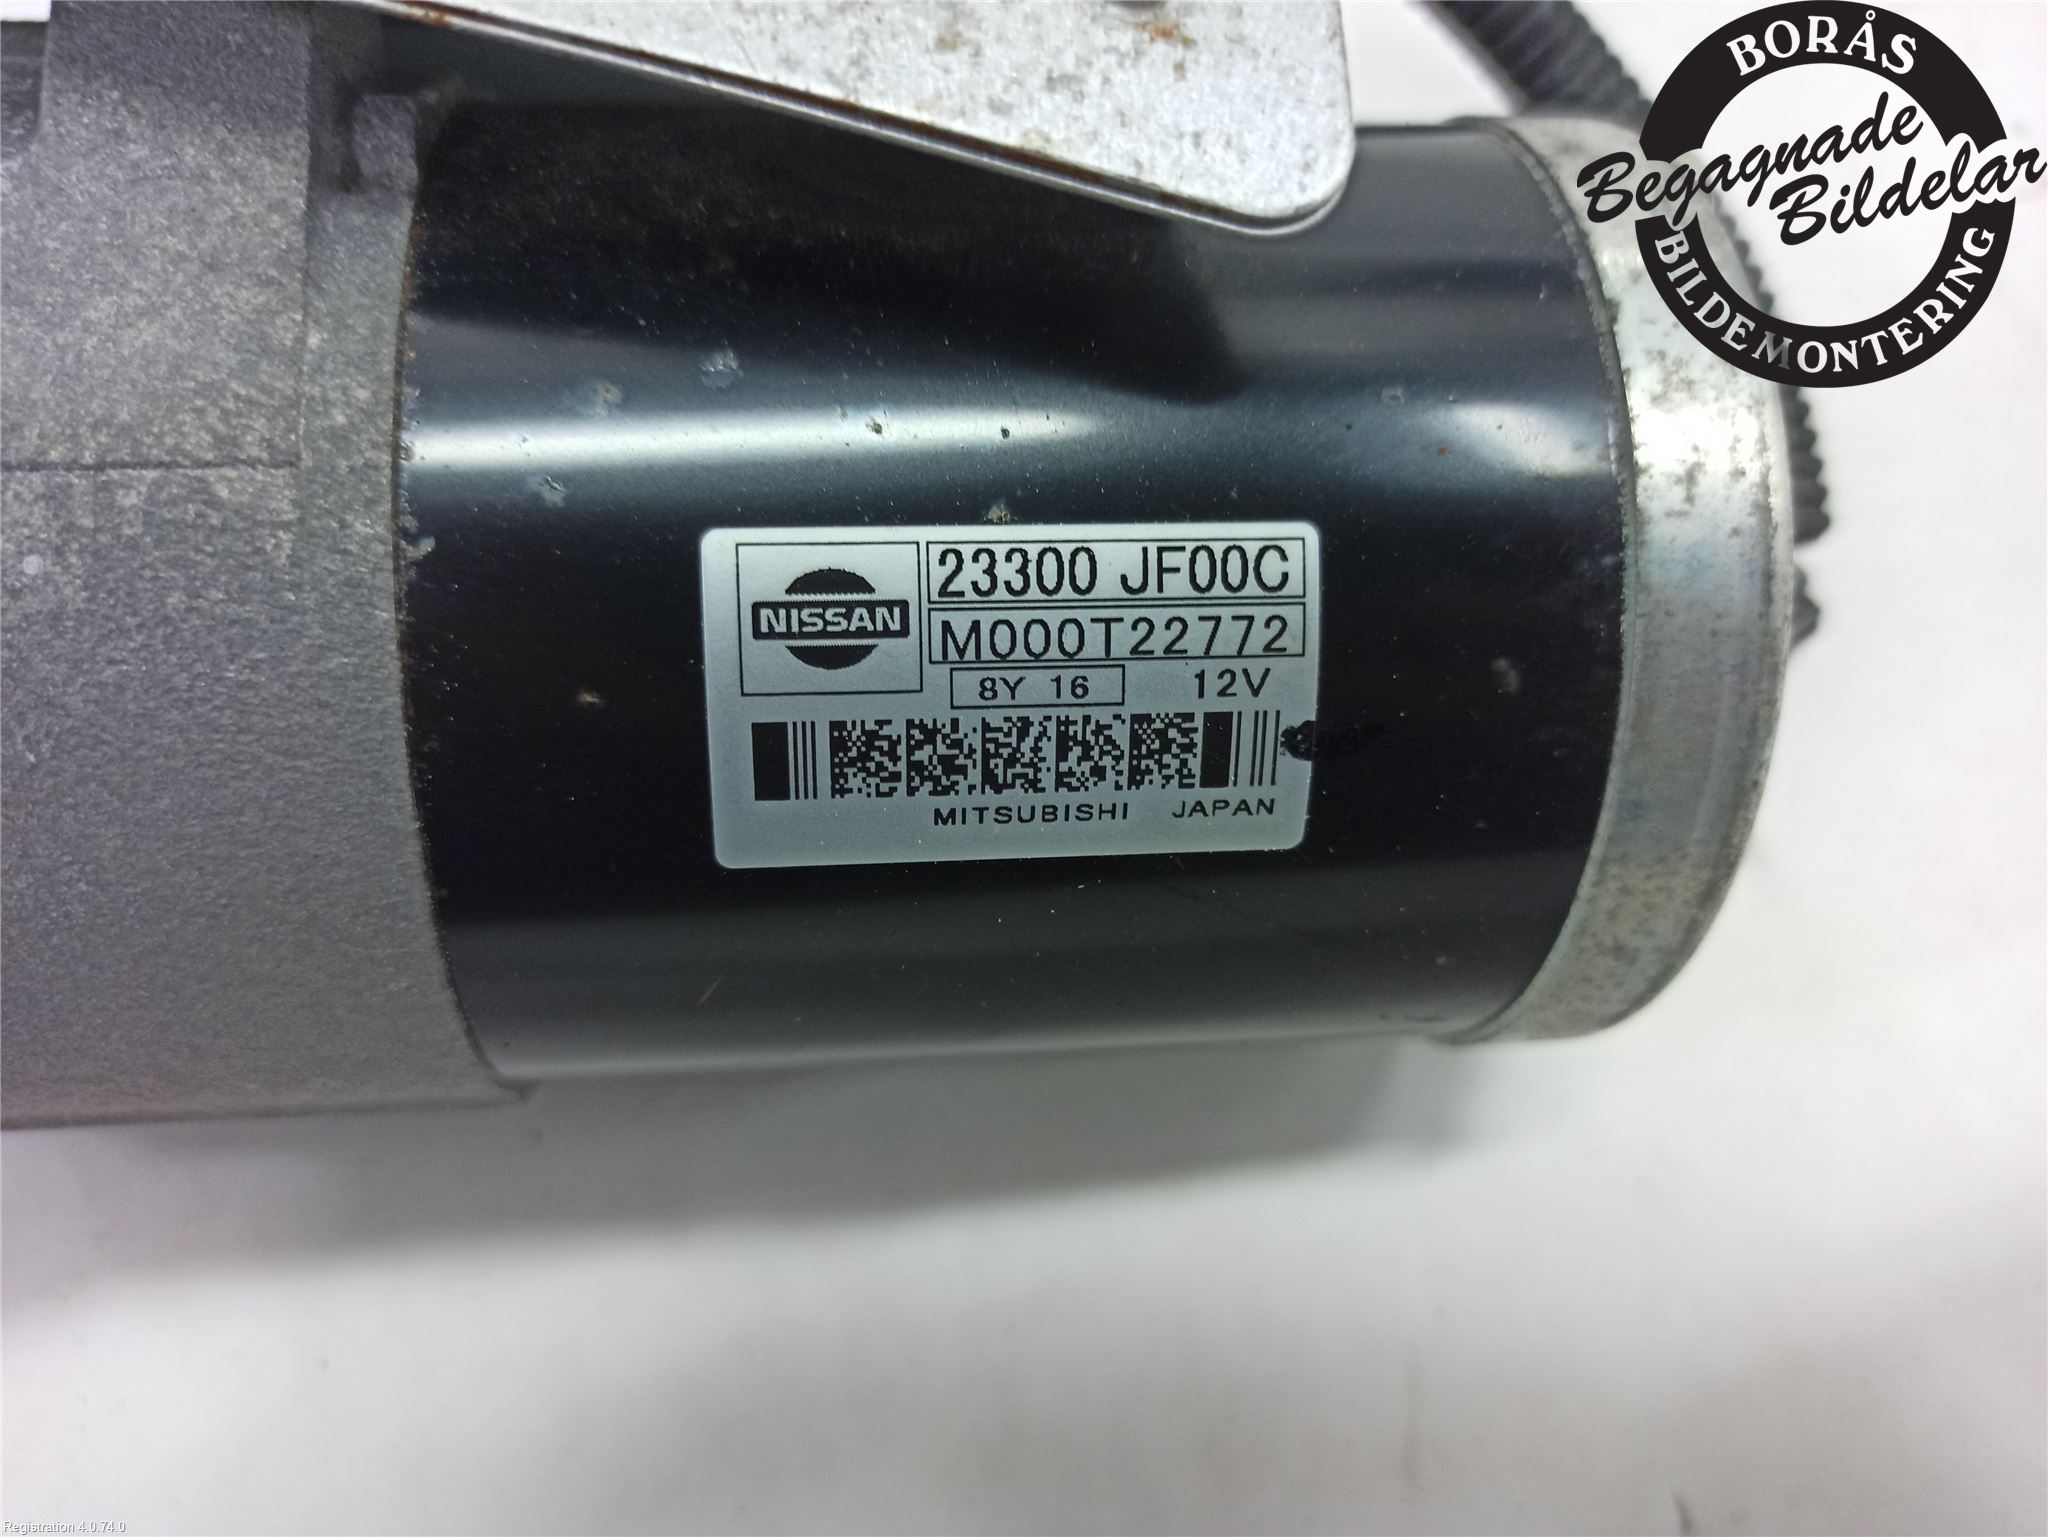 BORÅS
Begagnade
Bildelar
BILDEMONTERING
NISSAN
23300 JF00C
M000T22772
8Y 16
12V
MITSUBISHI JAPAN
Registration 4.0.74.0